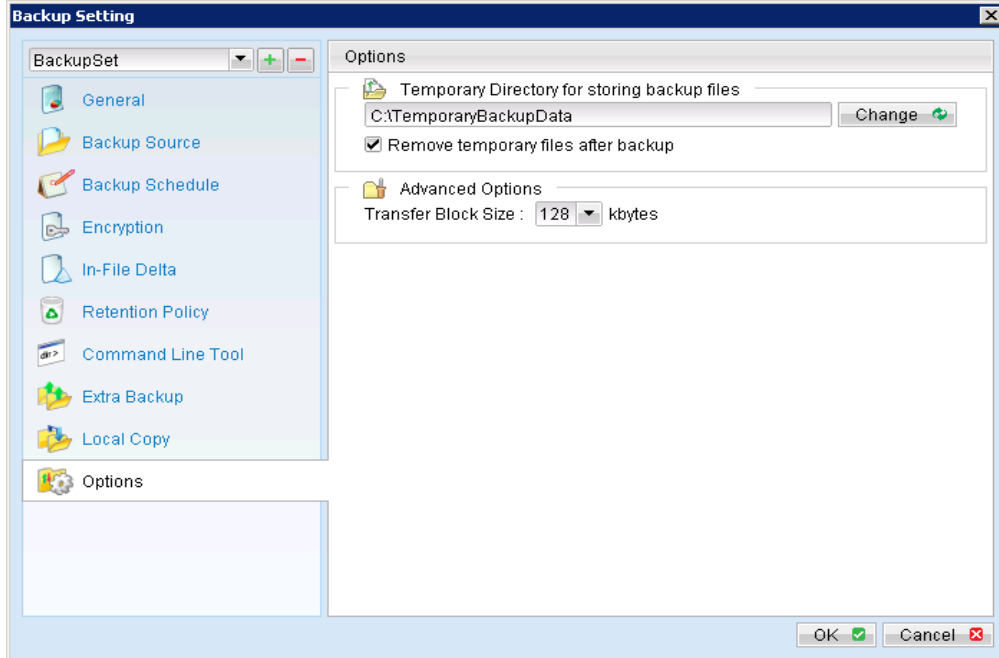 Backup Setting
BackupSet
General
Backup Source
Backup Schedule
Encryption
In-File Delta
Retention Policy
dir>
Command Line Tool
Extra Backup
Local Copy
Options
Options
Temporary Directory for storing backup files
C:\TemporaryBackupData
Change
Remove temporary files after backup
Advanced Options
Transfer Block Size : 128 kbytes
OK
Cancel